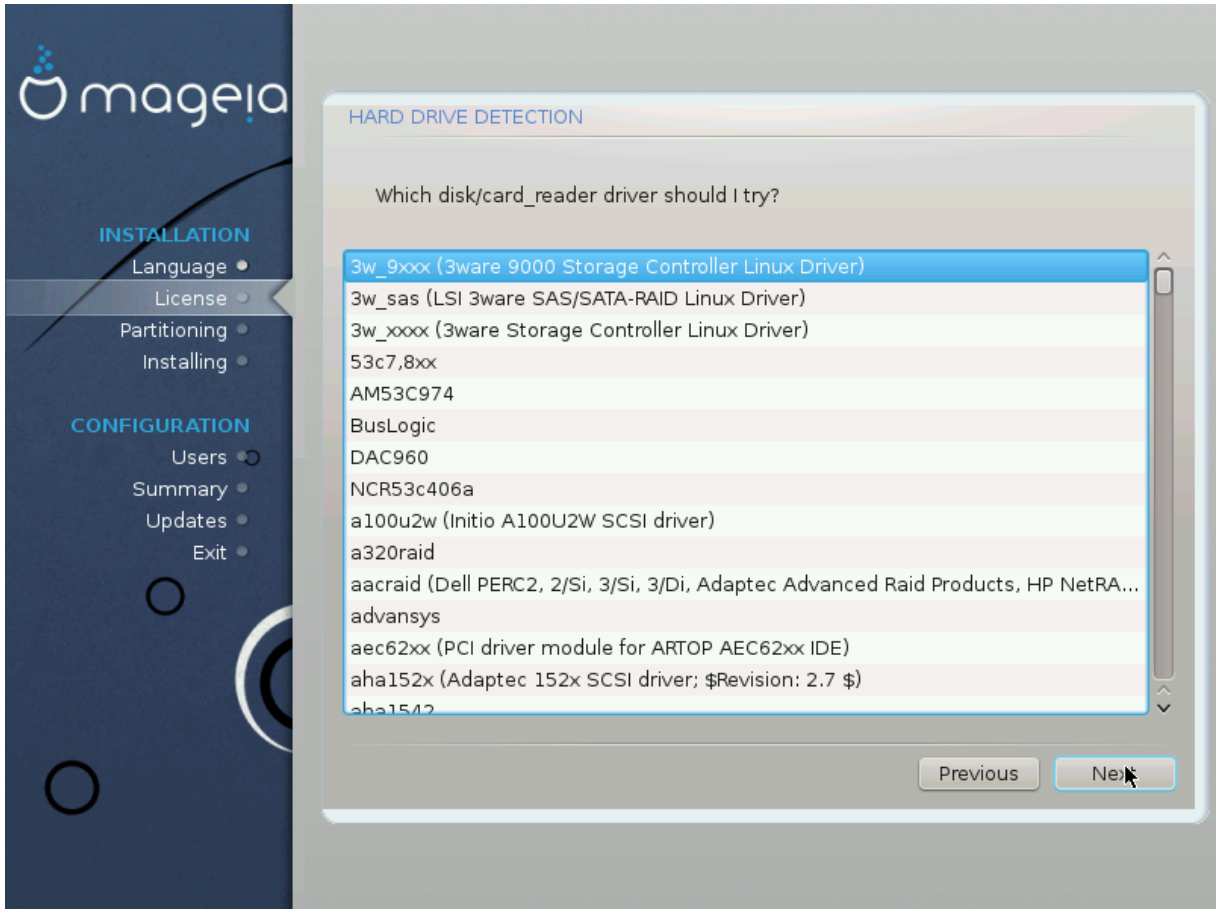 mageia
INSTALLATION
Language
License
Partitioning
Installing
CONFIGURATION
Users
Summary
Updates
Exit
HARD DRIVE DETECTION
Which disk/card_reader driver should I try?
3w_9xxx (3ware 9000 Storage Controller Linux Driver)
3w_sas (LSI 3ware SAS/SATA-RAID Linux Driver)
3w_xxxx (3ware Storage Controller Linux Driver)
53c7,8xx
AM53C974
BusLogic
DAC960
NCR53c406a
a100u2w (Initio A100U2W SCSI driver)
a320raid
aacraid (Dell PERC2, 2/Si, 3/Si, 3/Di, Adaptec Advanced Raid Products, HP NetRA...
advansys
aec62xx (PCI driver module for ARTOP AEC62xx IDE)
aha152x (Adaptec 152x SCSI driver; $Revision: 2.7 $)
aha1542
Previous
Next